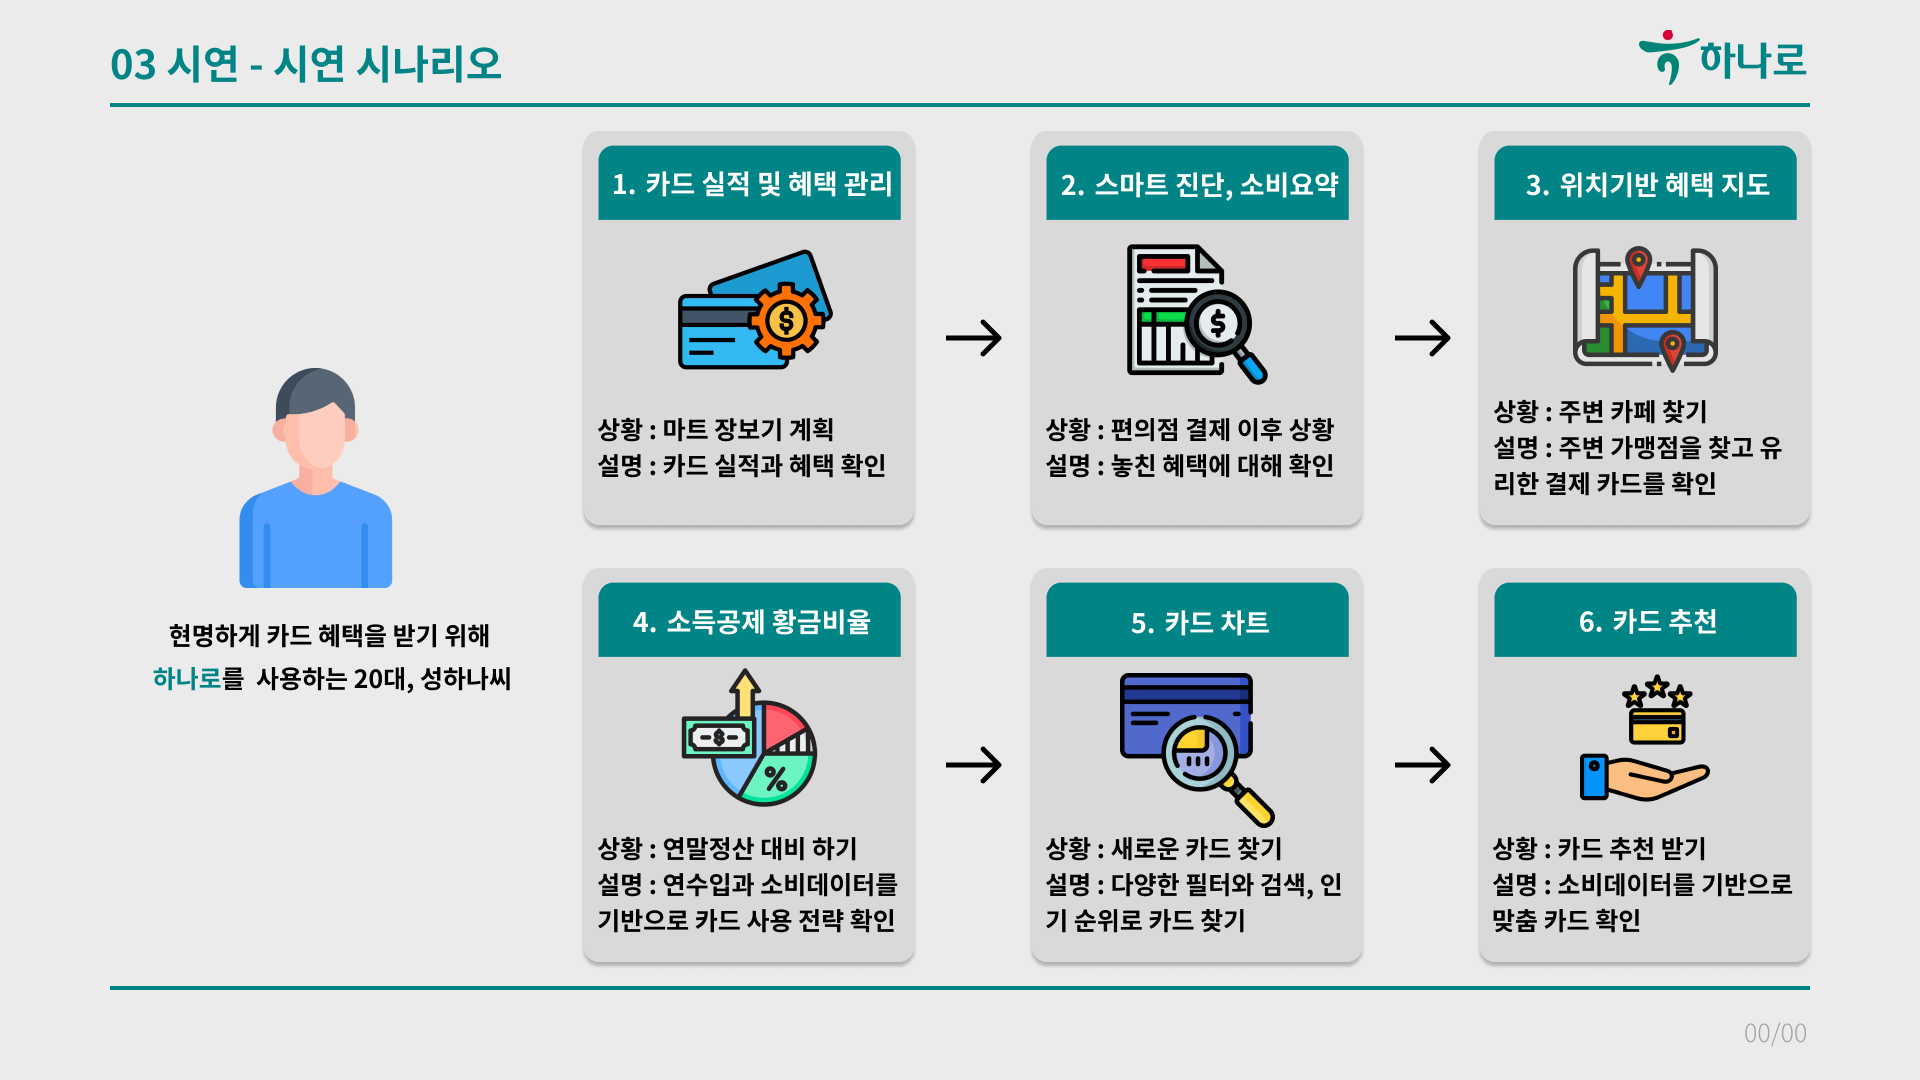 03 시연 - 시연 시나리오
하나로
현명하게 카드 혜택을 받기 위해
하나로를 사용하는 20대, 성하나씨
1. 카드 실적 및 혜택 관리
$
상황 : 마트 장보기 계획
설명 : 카드 실적과 혜택 확인
2. 스마트 진단, 소비요약
$
상황 : 편의점 결제 이후 상황
설명 : 놓친 혜택에 대해 확인
3. 위치기반 혜택 지도
상황 : 주변 카페 찾기
설명 : 주변 가맹점을 찾고 유
리한 결제 카드를 확인
4. 소득공제 황금비율
-$-
%
상황 : 연말정산 대비 하기
설명 : 연수입과 소비데이터를
기반으로 카드 사용 전략 확인
5. 카드 차트
상황 : 새로운 카드 찾기
설명 : 다양한 필터와 검색, 인
기 순위로 카드 찾기
6. 카드 추천
상황 : 카드 추천 받기
설명 : 소비데이터를 기반으로
맞춤 카드 확인
00/00